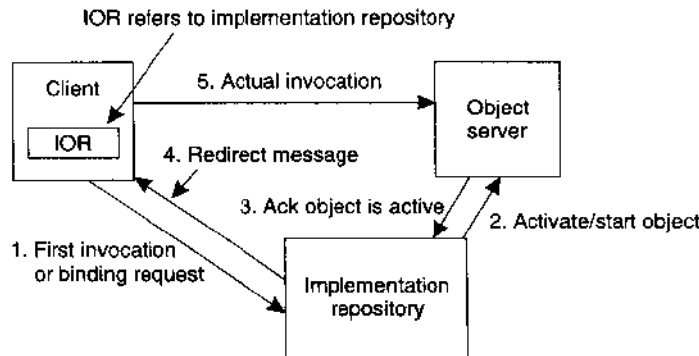 IOR refers to implementation repository
Client
IOR
5. Actual invocation
Object
server
4. Redirect message
3. Ack object is active
2. Activate/start object
1. First invocation
or binding request
Implementation
repository